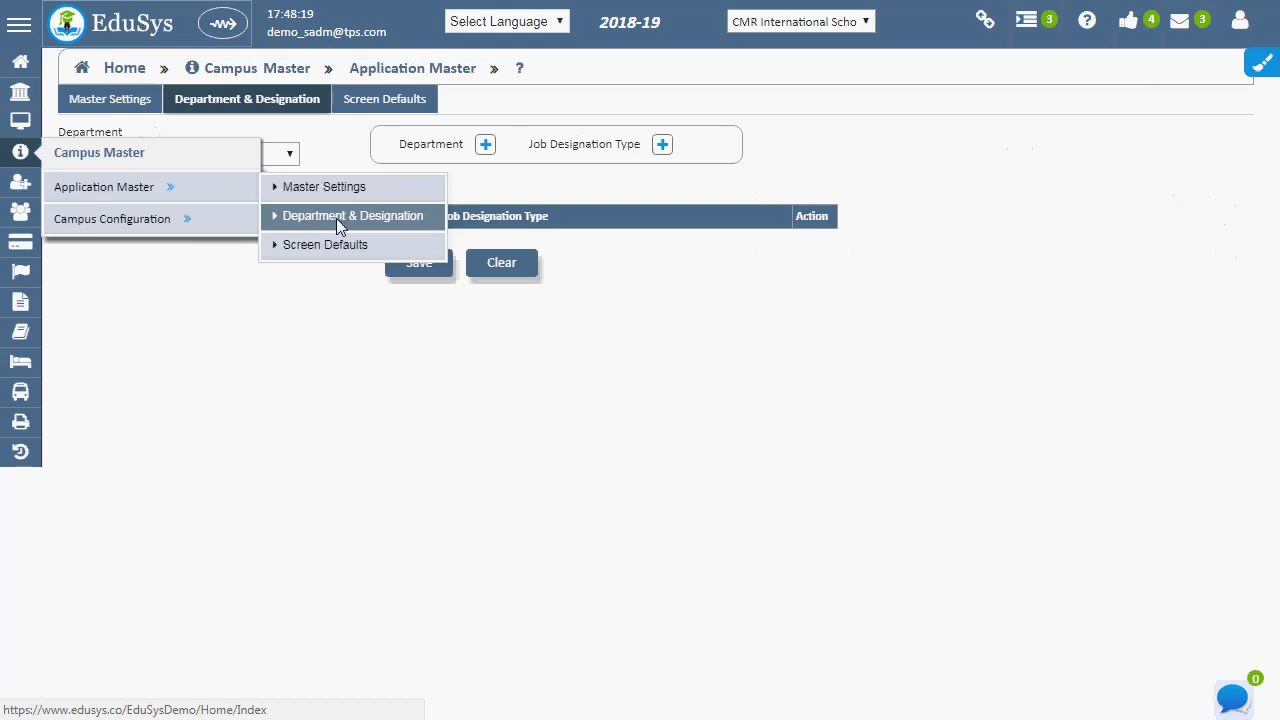 EduSys
17:48:19
demo_sadm@tps.com
Select Language
2018-19
CMR International Scho
3
4
3
Home » Campus Master » Application Master » ?
Master Settings
Department & Designation
Screen Defaults
Department
Department
Job Designation Type
Campus Master
Application Master »
Campus Configuration »
Master Settings
Department & Designation
Screen Defaults
Job Designation Type
Action
Save
Clear
0
https://www.edusys.co/EduSysDemo/Home/Index